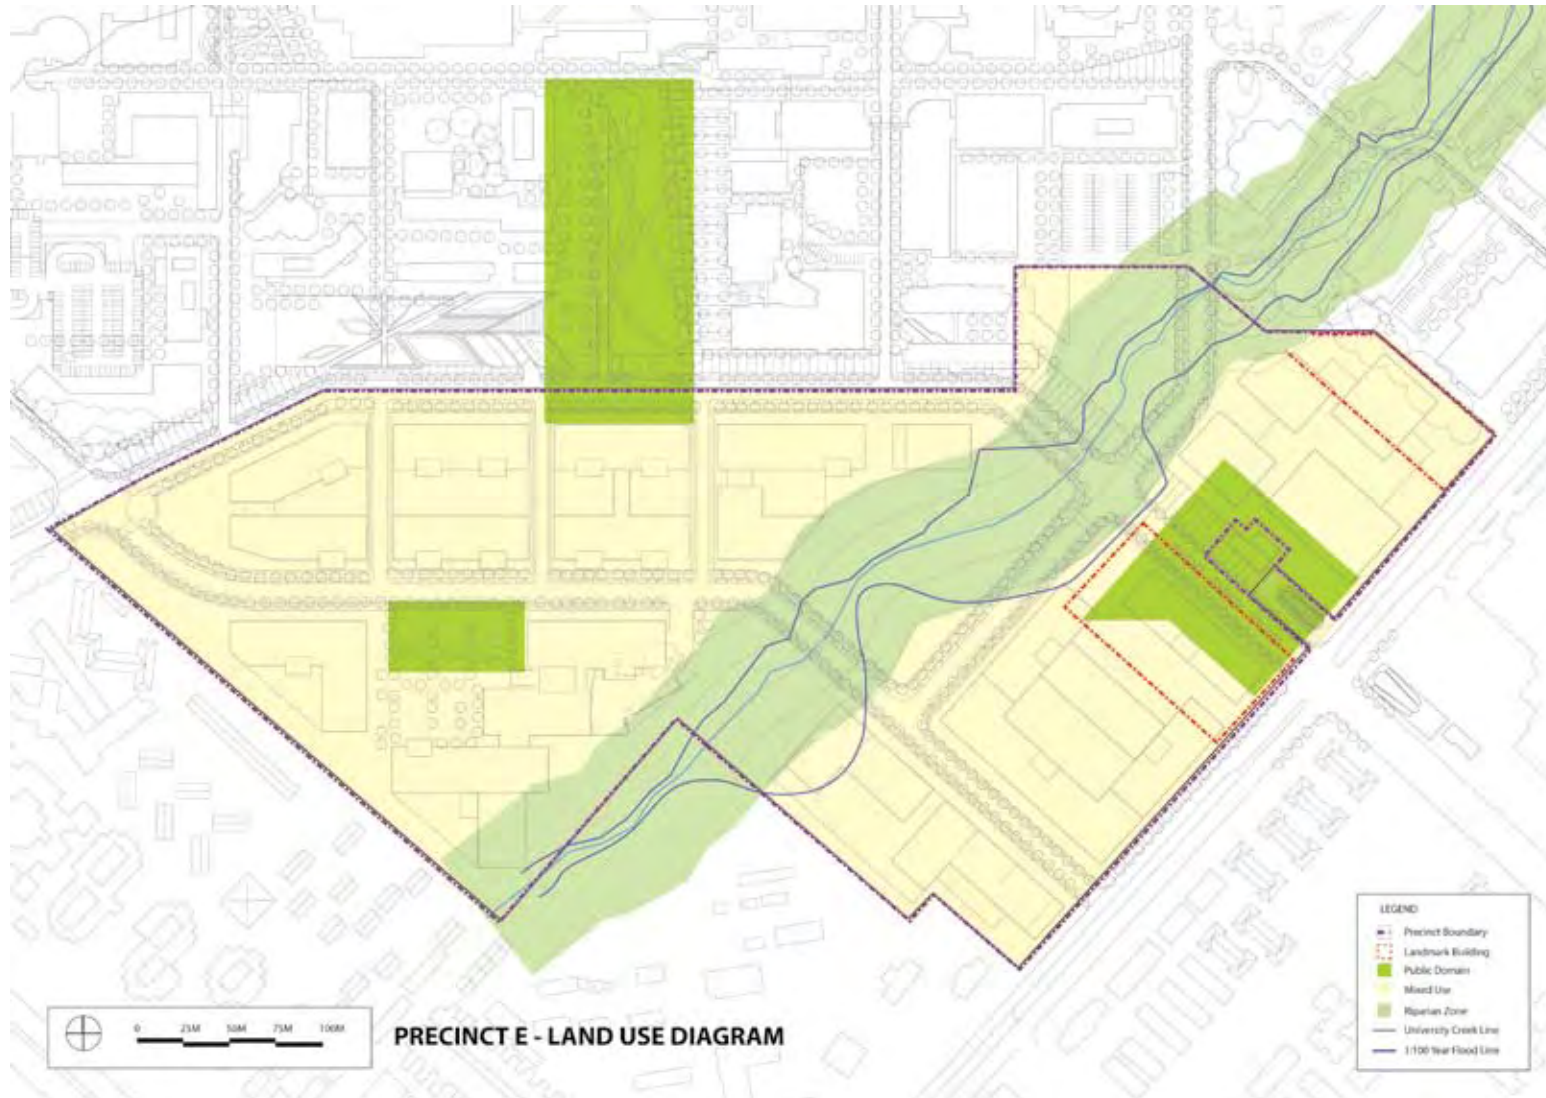 LEGEND
Precinct Boundary
Landmark Building
Public Domain
Mixed Use
Riparian Zone
University Creek Line
1:100 Year Flood Line
0 25M 50M 75M 100M
PRECINCT E - LAND USE DIAGRAM